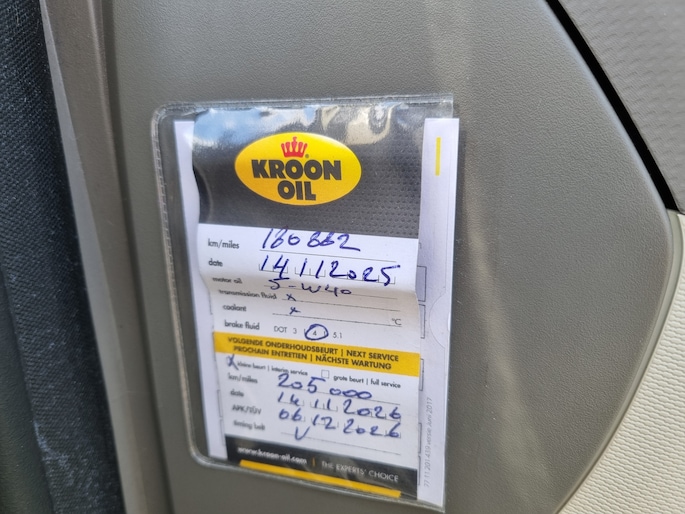 KROON
OIL
km/miles
date 14 11 2025
motor oil 5-W40
transmission fluid x
coolant x °C
brake fluid DOT 3 4 5.1
VOLGENDE ONDERHOUDSBEURT | NEXT SERVICE
PROCHAIN ENTRETIEN | NÄCHSTE WARTUNG
X kleine beurt | interim service grote beurt | full service
km/miles 205 000
date 14 11 2026
APK/TÜV 06 12 2026
timing belt V
www.kroon-oil.com | THE EXPERTS' CHOICE